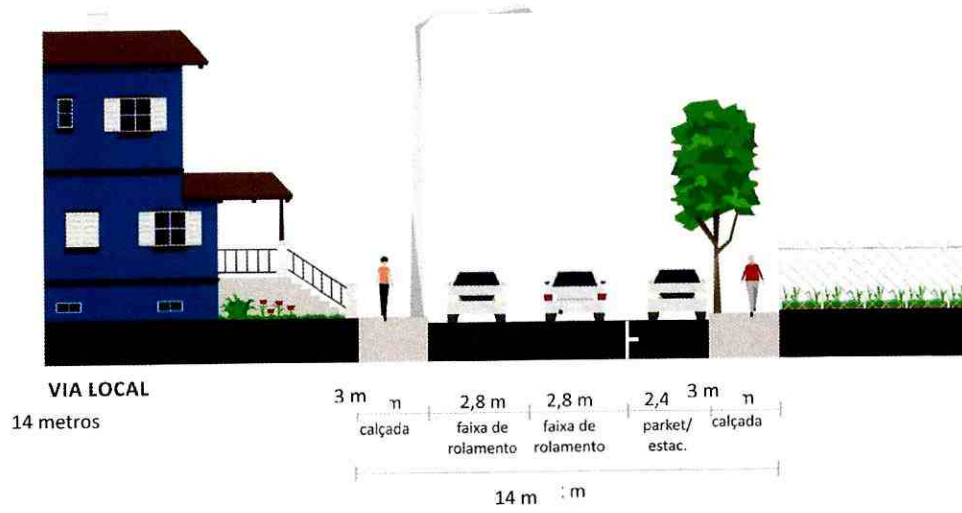 VIA LOCAL
14 metros
3 m m 2,8 m 2,8 m 2,4 3 m m
calçada faixa de rolamento faixa de rolamento parket/ estac. calçada
14 m : m